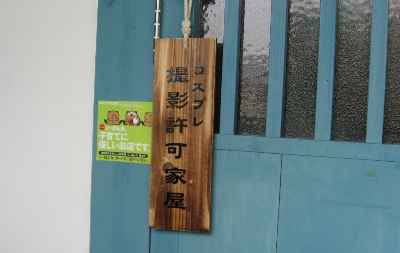 コスプレ
撮影許可家屋
子育てに
優しいお店です